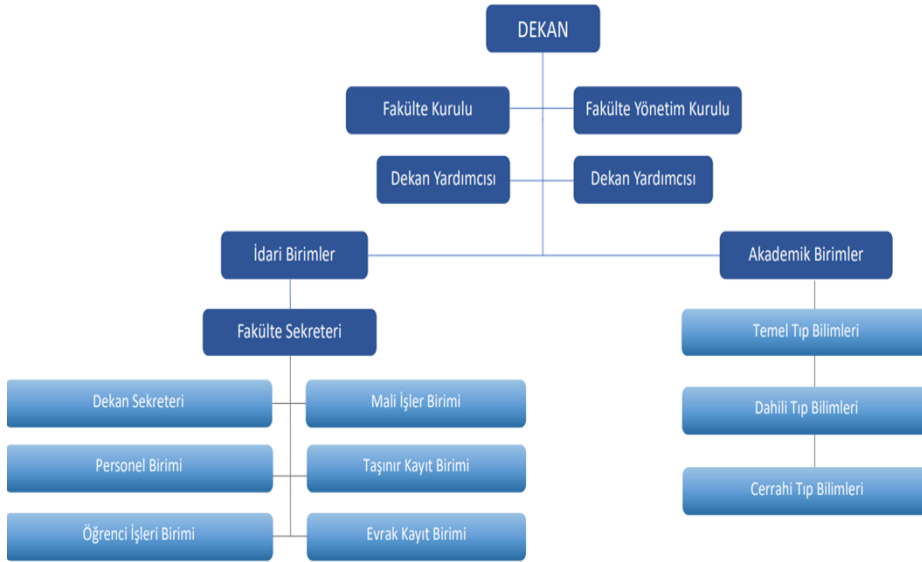 DEKAN
Fakülte Kurulu
Fakülte Yönetim Kurulu
Dekan Yardımcısı
Dekan Yardımcısı
İdari Birimler
Akademik Birimler
Fakülte Sekreteri
Temel Tıp Bilimleri
Dekan Sekreteri
Mali İşler Birimi
Dahili Tıp Bilimleri
Personel Birimi
Taşınır Kayıt Birimi
Cerrahi Tıp Bilimleri
Öğrenci İşleri Birimi
Evrak Kayıt Birimi